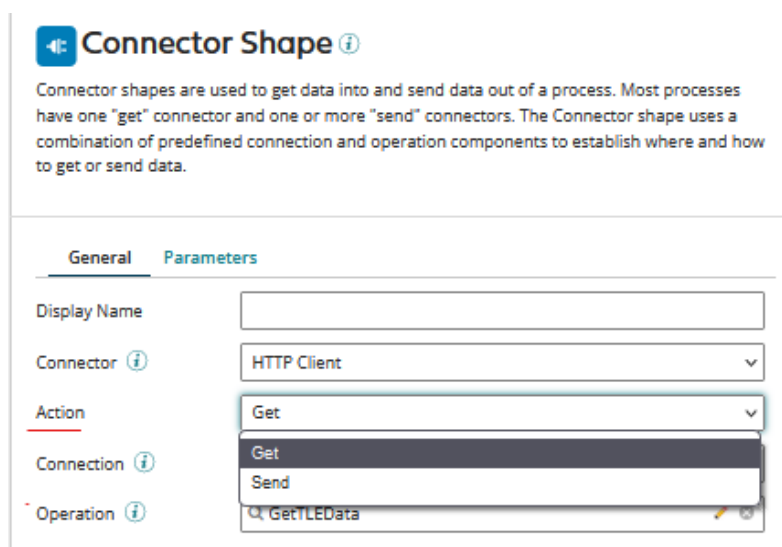 Connector Shape
Connector shapes are used to get data into and send data out of a process. Most processes
have one "get" connector and one or more "send" connectors. The Connector shape uses a
combination of predefined connection and operation components to establish where and how
to get or send data.
General Parameters
Display Name
Connector HTTP Client
Action Get
Get
Connection
Send
Operation GetTLEData